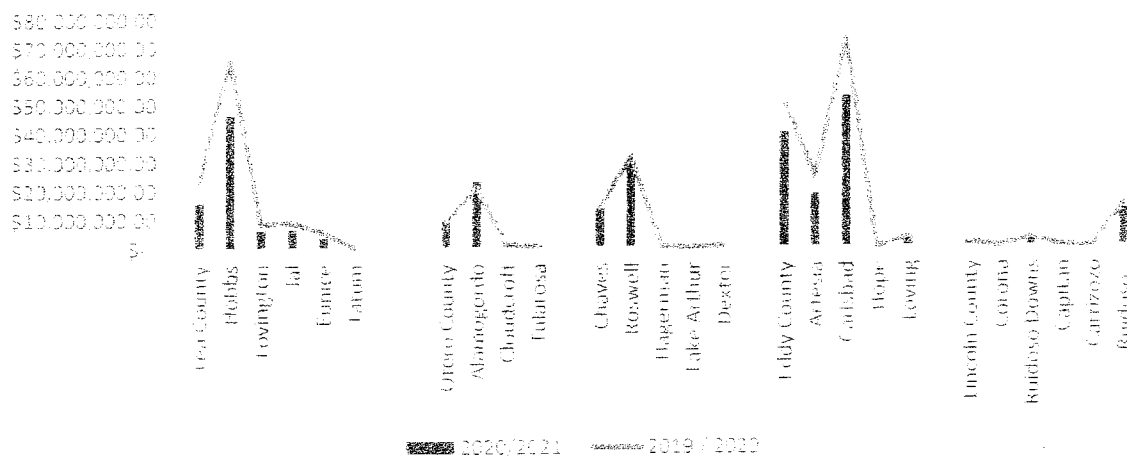 $80,000,000.00
$70,000,000.00
$60,000,000.00
$50,000,000.00
$40,000,000.00
$30,000,000.00
$20,000,000.00
$10,000,000.00
$-
Lea County
Hobbs
Lovington
Jal
Eunice
Tatum
Otero County
Alamogordo
Cloudcroft
Tularosa
Chaves
Roswell
Hagerman
Lake Arthur
Dexter
Eddy County
Artesia
Carlsbad
Hope
Loving
Lincoln County
Corona
Ruidoso Downs
Capitan
Carrizozo
Ruidoso
2020/2021
2019 / 2020